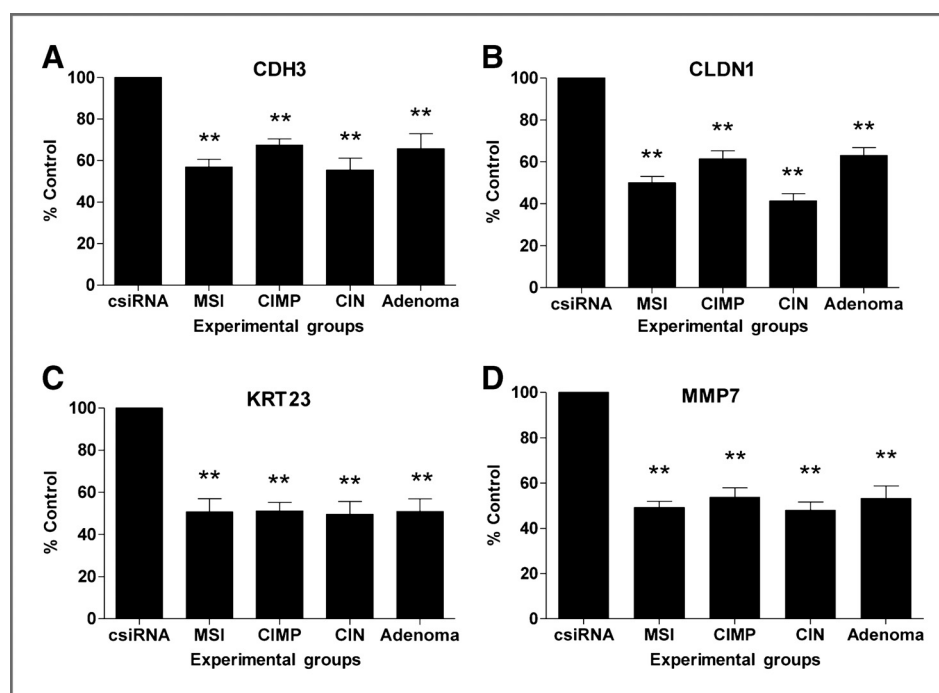 A
CDH3
% Control
100
80
60
40
20
0
** ** ** **
csiRNA MSI CIMP CIN Adenoma
Experimental groups
B
CLDN1
% Control
100
80
60
40
20
0
** ** ** **
csiRNA MSI CIMP CIN Adenoma
Experimental groups
C
KRT23
% Control
100
80
60
40
20
0
** ** ** **
csiRNA MSI CIMP CIN Adenoma
Experimental groups
D
MMP7
% Control
100
80
60
40
20
0
** ** ** **
csiRNA MSI CIMP CIN Adenoma
Experimental groups